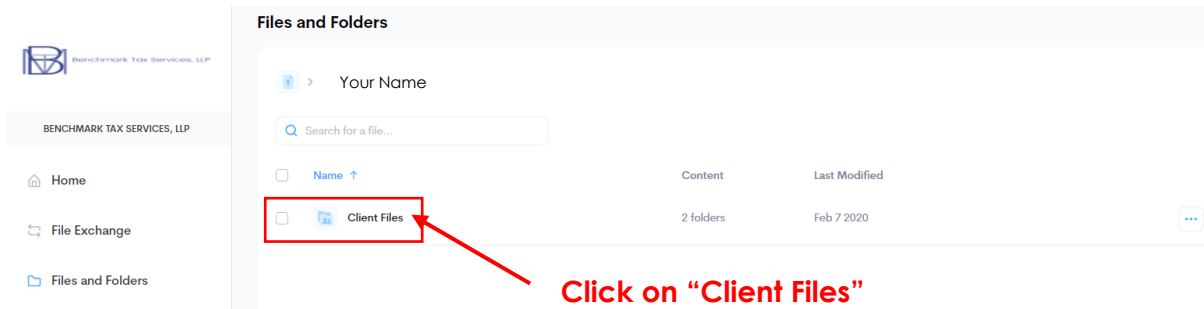 Files and Folders
Benchmark Tax Services, LLP
Your Name
BENCHMARK TAX SERVICES, LLP
Search for a file...
Name ↑ Content Last Modified
Home
Client Files 2 folders Feb 7 2020
File Exchange
Files and Folders
Click on “Client Files”